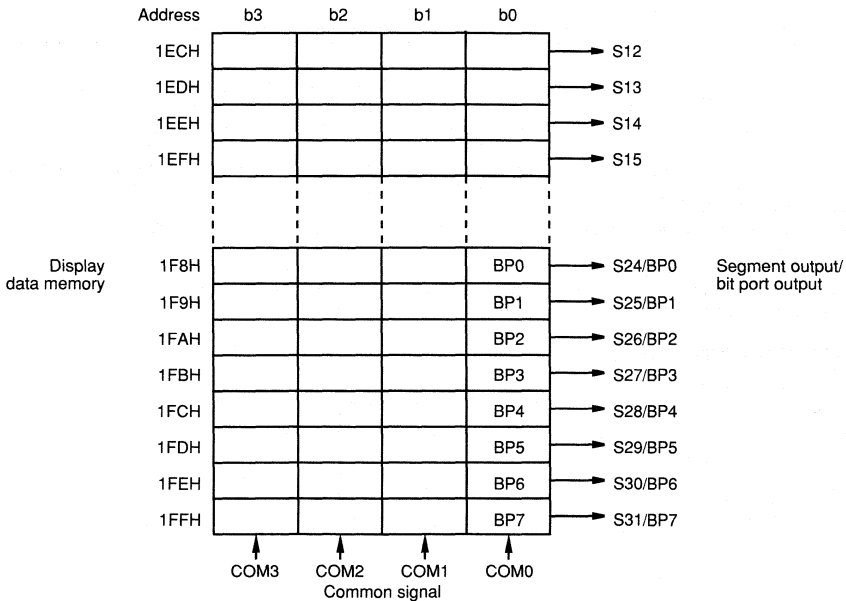 Address b3 b2 b1 b0
1ECH S12
1EDH S13
1EEH S14
1EFH S15
Display data memory
1F8H BP0 S24/BP0
Segment output/ bit port output
1F9H BP1 S25/BP1
1FAH BP2 S26/BP2
1FBH BP3 S27/BP3
1FCH BP4 S28/BP4
1FDH BP5 S29/BP5
1FEH BP6 S30/BP6
1FFH BP7 S31/BP7
COM3 COM2 COM1 COM0
Common signal